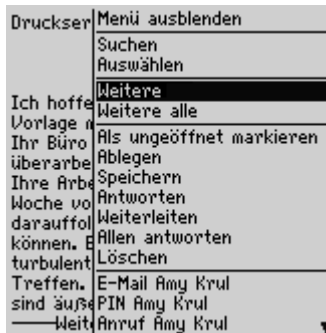 Druckser Menü ausblenden
Suchen
Auswählen
Weitere
Ich hoffe Weitere alle
Vorlage
Ihr Büro Als ungeöffnet markieren
überarbe Ablegen
Ihre Arbe Speichern
Woche vo Antworten
darauffol Weiterleiten
können. Allen antworten
turbulent Löschen
Treffen. E-Mail Amy Krul
sind äuße PIN Amy Krul
Weit Anruf Amy Krul